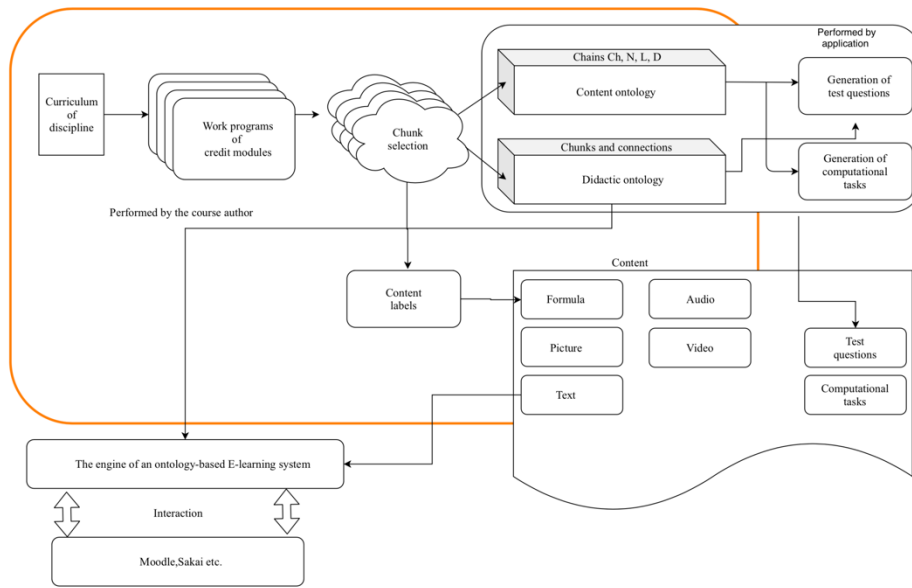 Performed by
application
Chains Ch, N, L, D
Content ontology
Generation of
test questions
Curriculum
of
discipline
Work programs
of
credit modules
Chunk
selection
Chunks and connections
Didactic ontology
Generation of
computational
tasks
Performed by the course author
Content
Content
labels
Formula
Audio
Picture
Video
Test
questions
Text
Computational
tasks
The engine of an ontology-based E-learning system
Interaction
Moodle,Sakai etc.